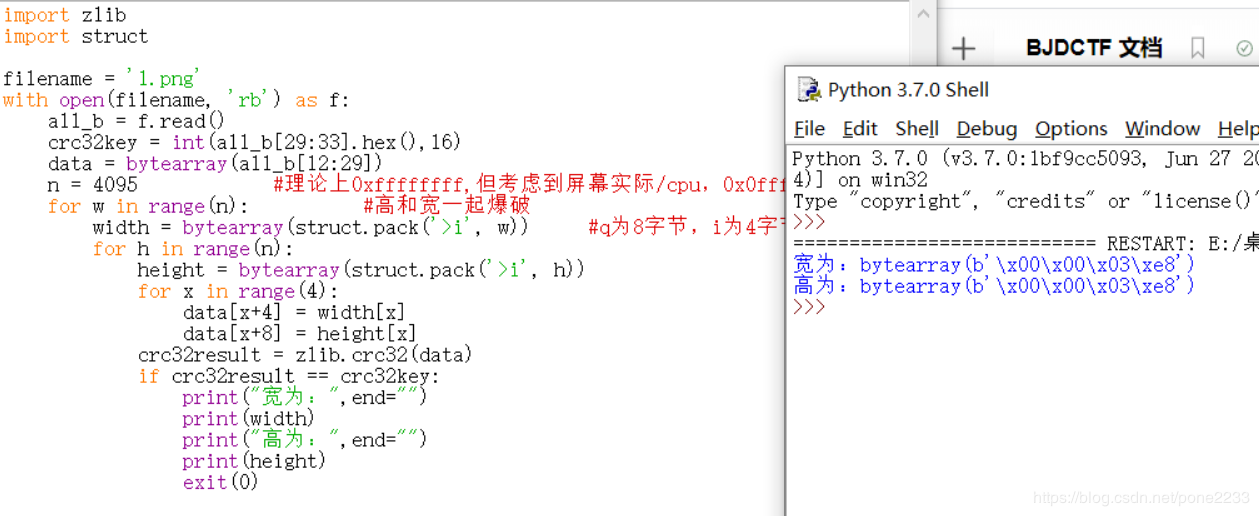 import zlib
import struct
filename = '1.png'
with open(filename, 'rb') as f:
    all_b = f.read()
    crc32key = int(all_b[29:33].hex(),16)
    data = bytearray(all_b[12:29])
    n = 4095            #理论上0xffffffff,但考虑到屏幕实际/cpu，0x0fff
    for w in range(n):          #高和宽一起爆破
        width = bytearray(struct.pack('>i', w))     #q为8字节，i为4字节
        for h in range(n):
            height = bytearray(struct.pack('>i', h))
            for x in range(4):
                data[x+4] = width[x]
                data[x+8] = height[x]
            crc32result = zlib.crc32(data)
            if crc32result == crc32key:
                print("宽为：",end="")
                print(width)
                print("高为：",end="")
                print(height)
                exit(0)
BJDCTF 文档
Python 3.7.0 Shell
File Edit Shell Debug Options Window Help
Python 3.7.0 (v3.7.0:1bf9cc5093, Jun 27 20
4)] on win32
Type "copyright", "credits" or "license()"
>>>
=========================== RESTART: E:/桌
宽为：bytearray(b'\x00\x00\x03\xe8')
高为：bytearray(b'\x00\x00\x03\xe8')
>>>
https://blog.csdn.net/pone2233